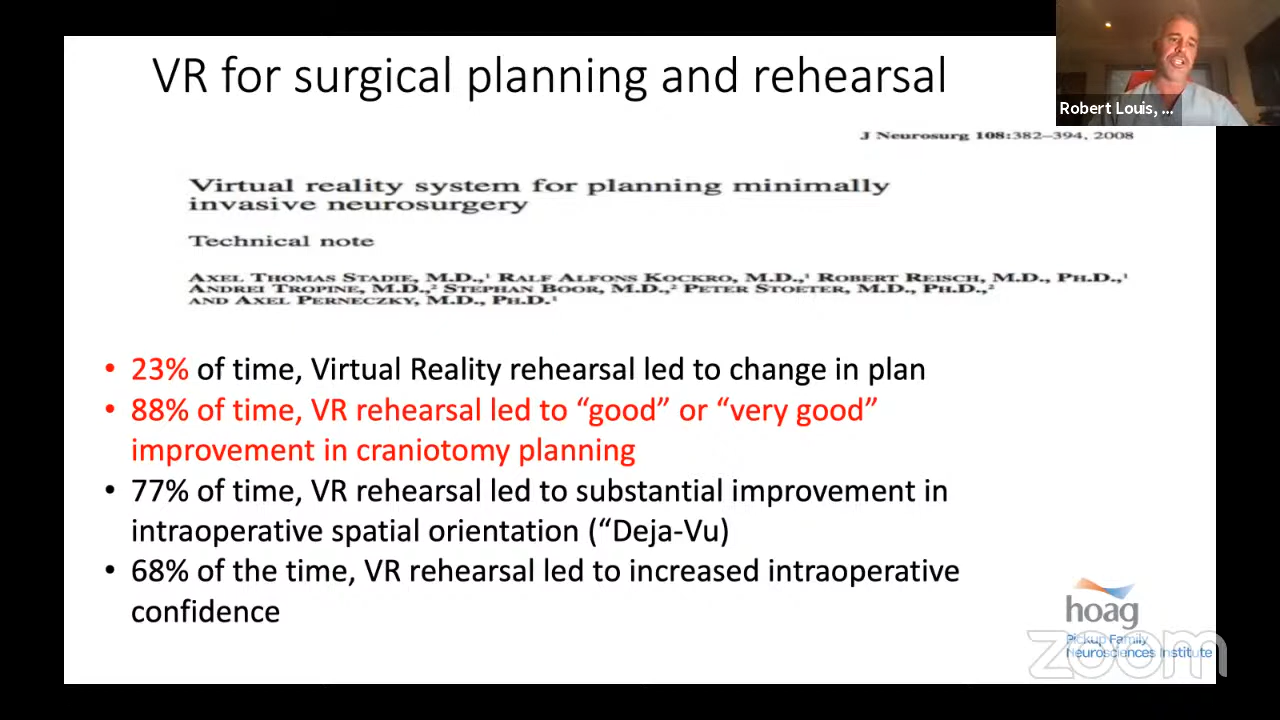 VR for surgical planning and rehearsal
Robert Louis, ...
J Neurosurg 108:382–394, 2008
Virtual reality system for planning minimally
invasive neurosurgery
Technical note
AXEL THOMAS STADIE, M.D.,¹ RALF ALFONS KOCKRO, M.D.,¹ ROBERT REISCH, M.D., PH.D.,¹
ANDREI TROPINE, M.D.,² STEPHAN BOOR, M.D.,² PETER STOETER, M.D., PH.D.,²
AND AXEL PERNECZKY, M.D., PH.D.¹
• 23% of time, Virtual Reality rehearsal led to change in plan
• 88% of time, VR rehearsal led to “good” or “very good”
improvement in craniotomy planning
• 77% of time, VR rehearsal led to substantial improvement in
intraoperative spatial orientation (“Deja-Vu)
• 68% of the time, VR rehearsal led to increased intraoperative
confidence
hoag
Pickup Family
Neurosciences Institute
zoom